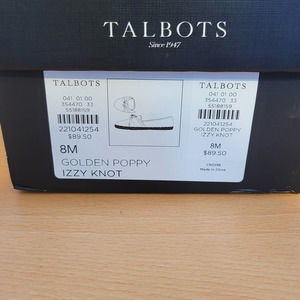 TALBOTS
Since 1947
TALBOTS
041 01 00
354470 33
55188159
221041254
$89.50
8M
GOLDEN POPPY
IZZY KNOT
TALBOTS
041 01 00
354470 33
55188159
221041254
GOLDEN POPPY
IZZY KNOT
8M
$89.50
Made in China